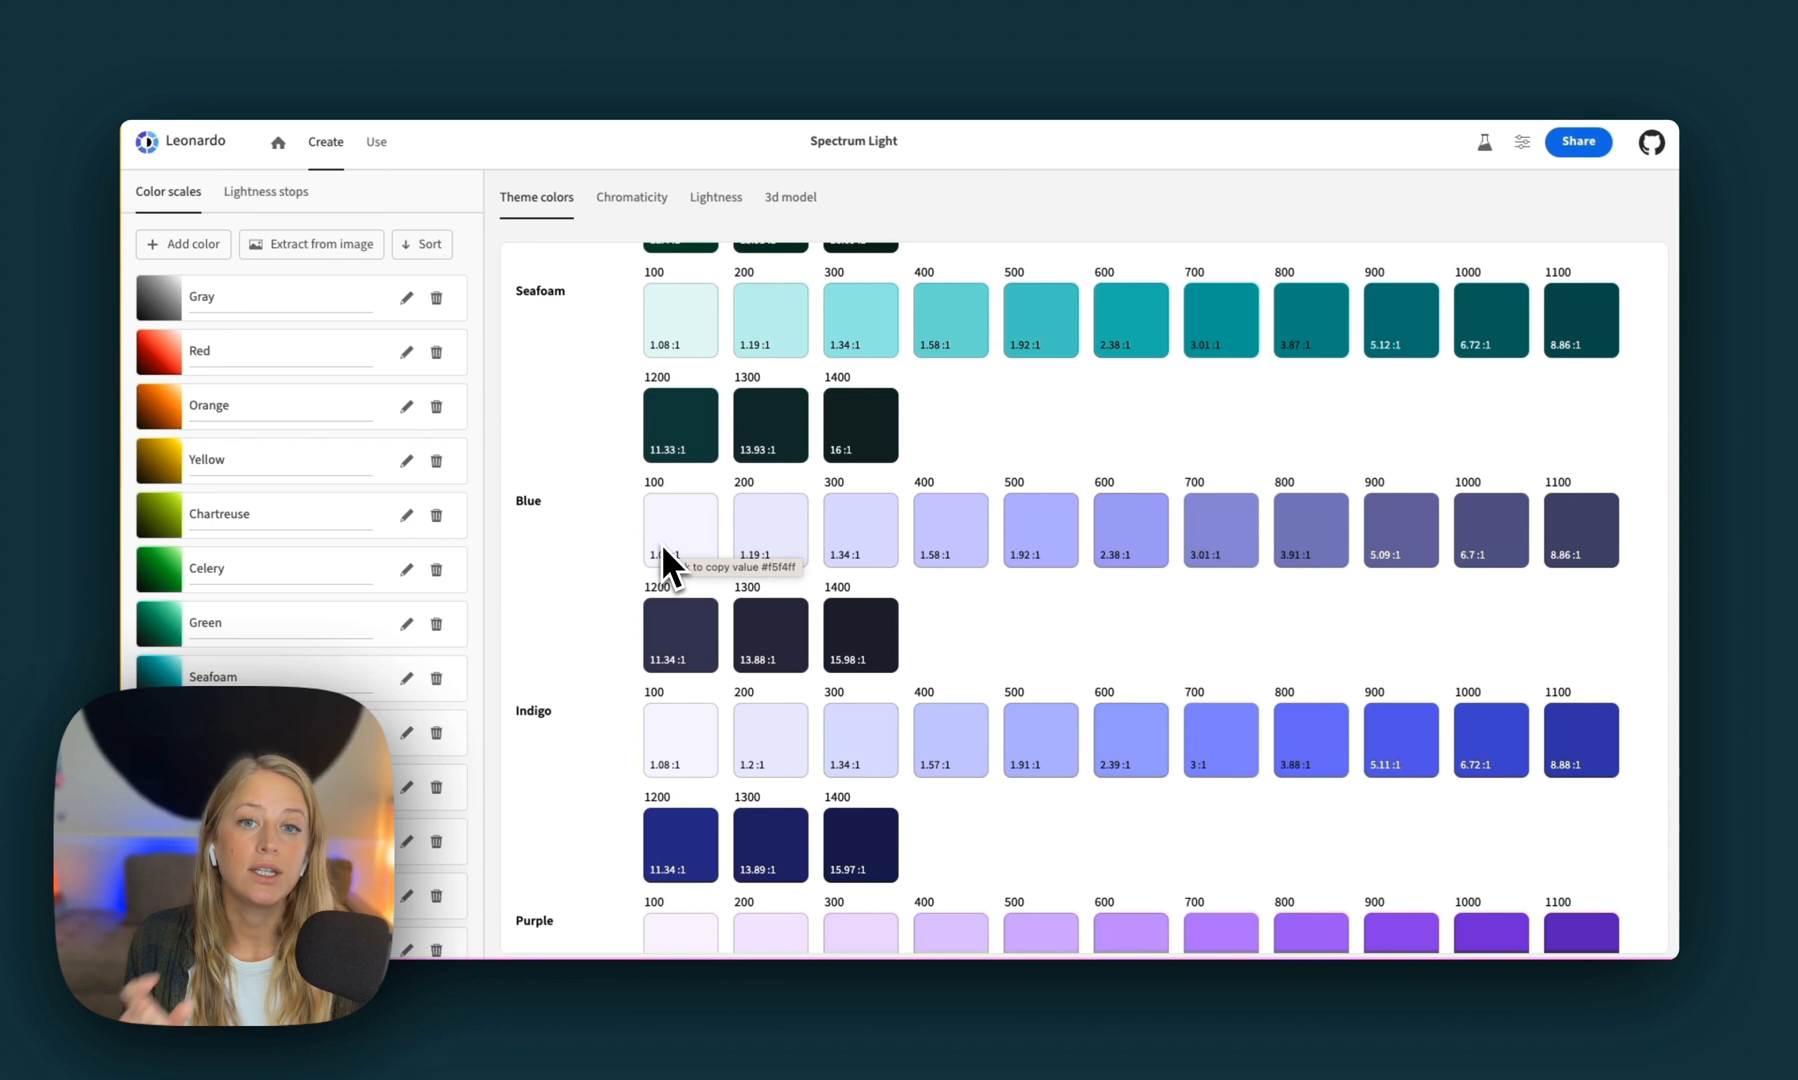 Leonardo
Create
Use
Spectrum Light
Share
Color scales
Lightness stops
Theme colors
Chromaticity
Lightness
3d model
Add color
Extract from image
Sort
Gray
Red
Orange
Yellow
Chartreuse
Celery
Green
Seafoam
Seafoam
100 200 300 400 500 600 700 800 900 1000 1100
1.08 :1 1.19 :1 1.34 :1 1.58 :1 1.92 :1 2.38 :1 3.01 :1 3.87 :1 5.12 :1 6.72 :1 8.86 :1
1200 1300 1400
11.33 :1 13.93 :1 16 :1
Blue
100 200 300 400 500 600 700 800 900 1000 1100
1.19 :1 1.34 :1 1.58 :1 1.92 :1 2.38 :1 3.01 :1 3.91 :1 5.09 :1 6.7 :1 8.86 :1
to copy value #f5f4ff
1200 1300 1400
11.34 :1 13.88 :1 15.98 :1
Indigo
100 200 300 400 500 600 700 800 900 1000 1100
1.08 :1 1.2 :1 1.34 :1 1.57 :1 1.91 :1 2.39 :1 3 :1 3.88 :1 5.11 :1 6.72 :1 8.88 :1
1200 1300 1400
11.34 :1 13.89 :1 15.97 :1
Purple
100 200 300 400 500 600 700 800 900 1000 1100